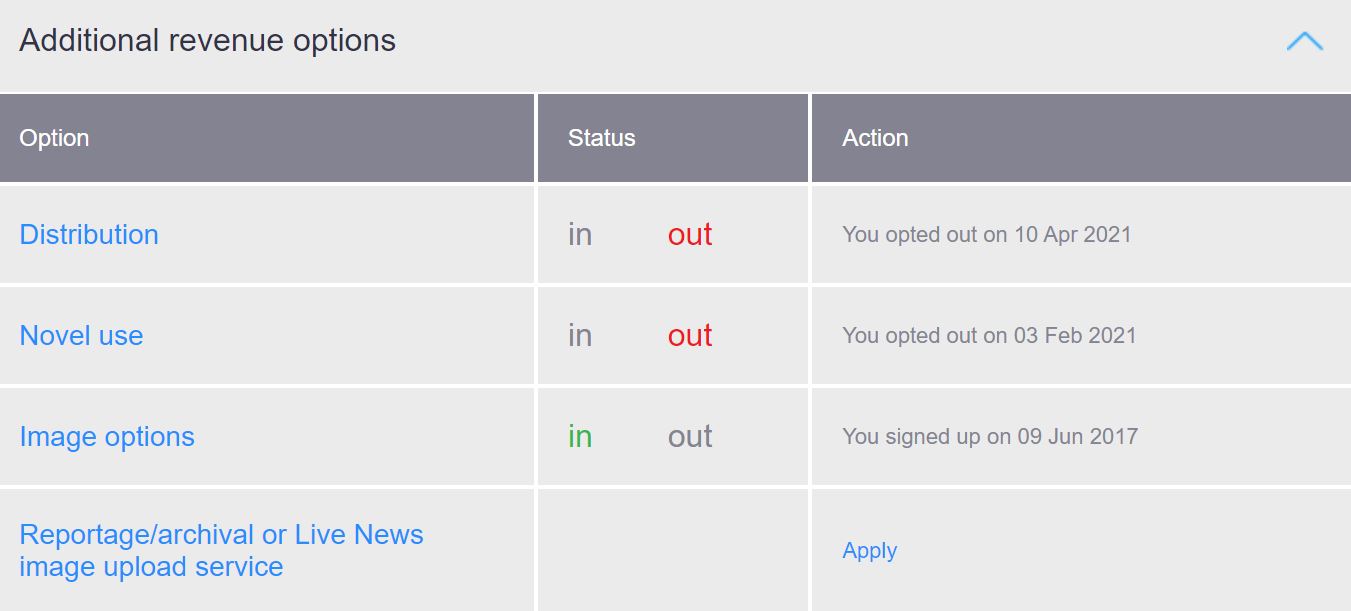 Additional revenue options
Option Status Action
Distribution in out You opted out on 10 Apr 2021
Novel use in out You opted out on 03 Feb 2021
Image options in out You signed up on 09 Jun 2017
Reportage/archival or Live News
image upload service
Apply